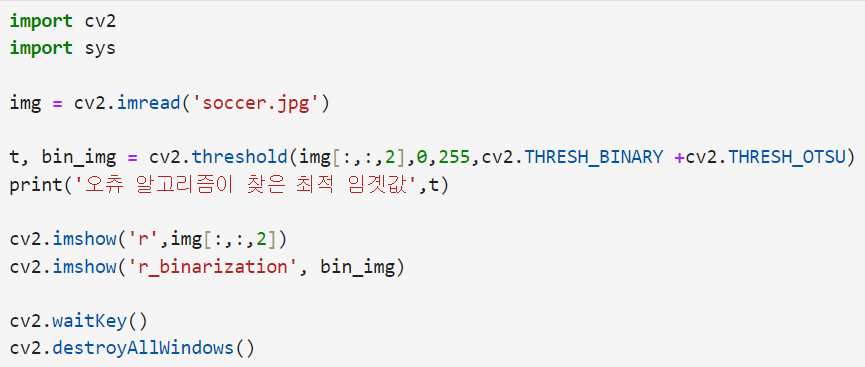 import cv2
import sys
img = cv2.imread('soccer.jpg')
t, bin_img = cv2.threshold(img[:,:,2],0,255,cv2.THRESH_BINARY +cv2.THRESH_OTSU)
print('오츄 알고리즘이 찾은 최적 임곗값',t)
cv2.imshow('r',img[:,:,2])
cv2.imshow('r_binarization', bin_img)
cv2.waitKey()
cv2.destroyAllWindows()